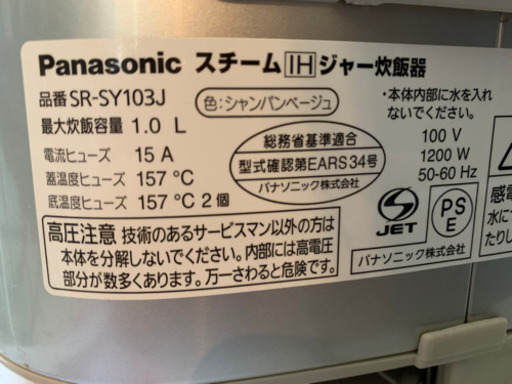 Panasonic スチームIHジャー炊飯器
品番 SR-SY103J
色：シャンパンベージュ
最大炊飯容量 1.0 L
電流ヒューズ 15 A
蓋温度ヒューズ 157 ℃
底温度ヒューズ 157 ℃ 2個
総務省基準適合
型式確認第EARS34号
パナソニック株式会社
・本体内部に水を入れ
ないでください。
100 V
1200 W
50-60 Hz
S
JET
PS
E
パナソニック株式会社
高圧注意 技術のあるサービスマン以外の方は
本体を分解しないでください。内部には高電圧
部分が数多くあります。万一さわると危険です。
感電
水に
たりし